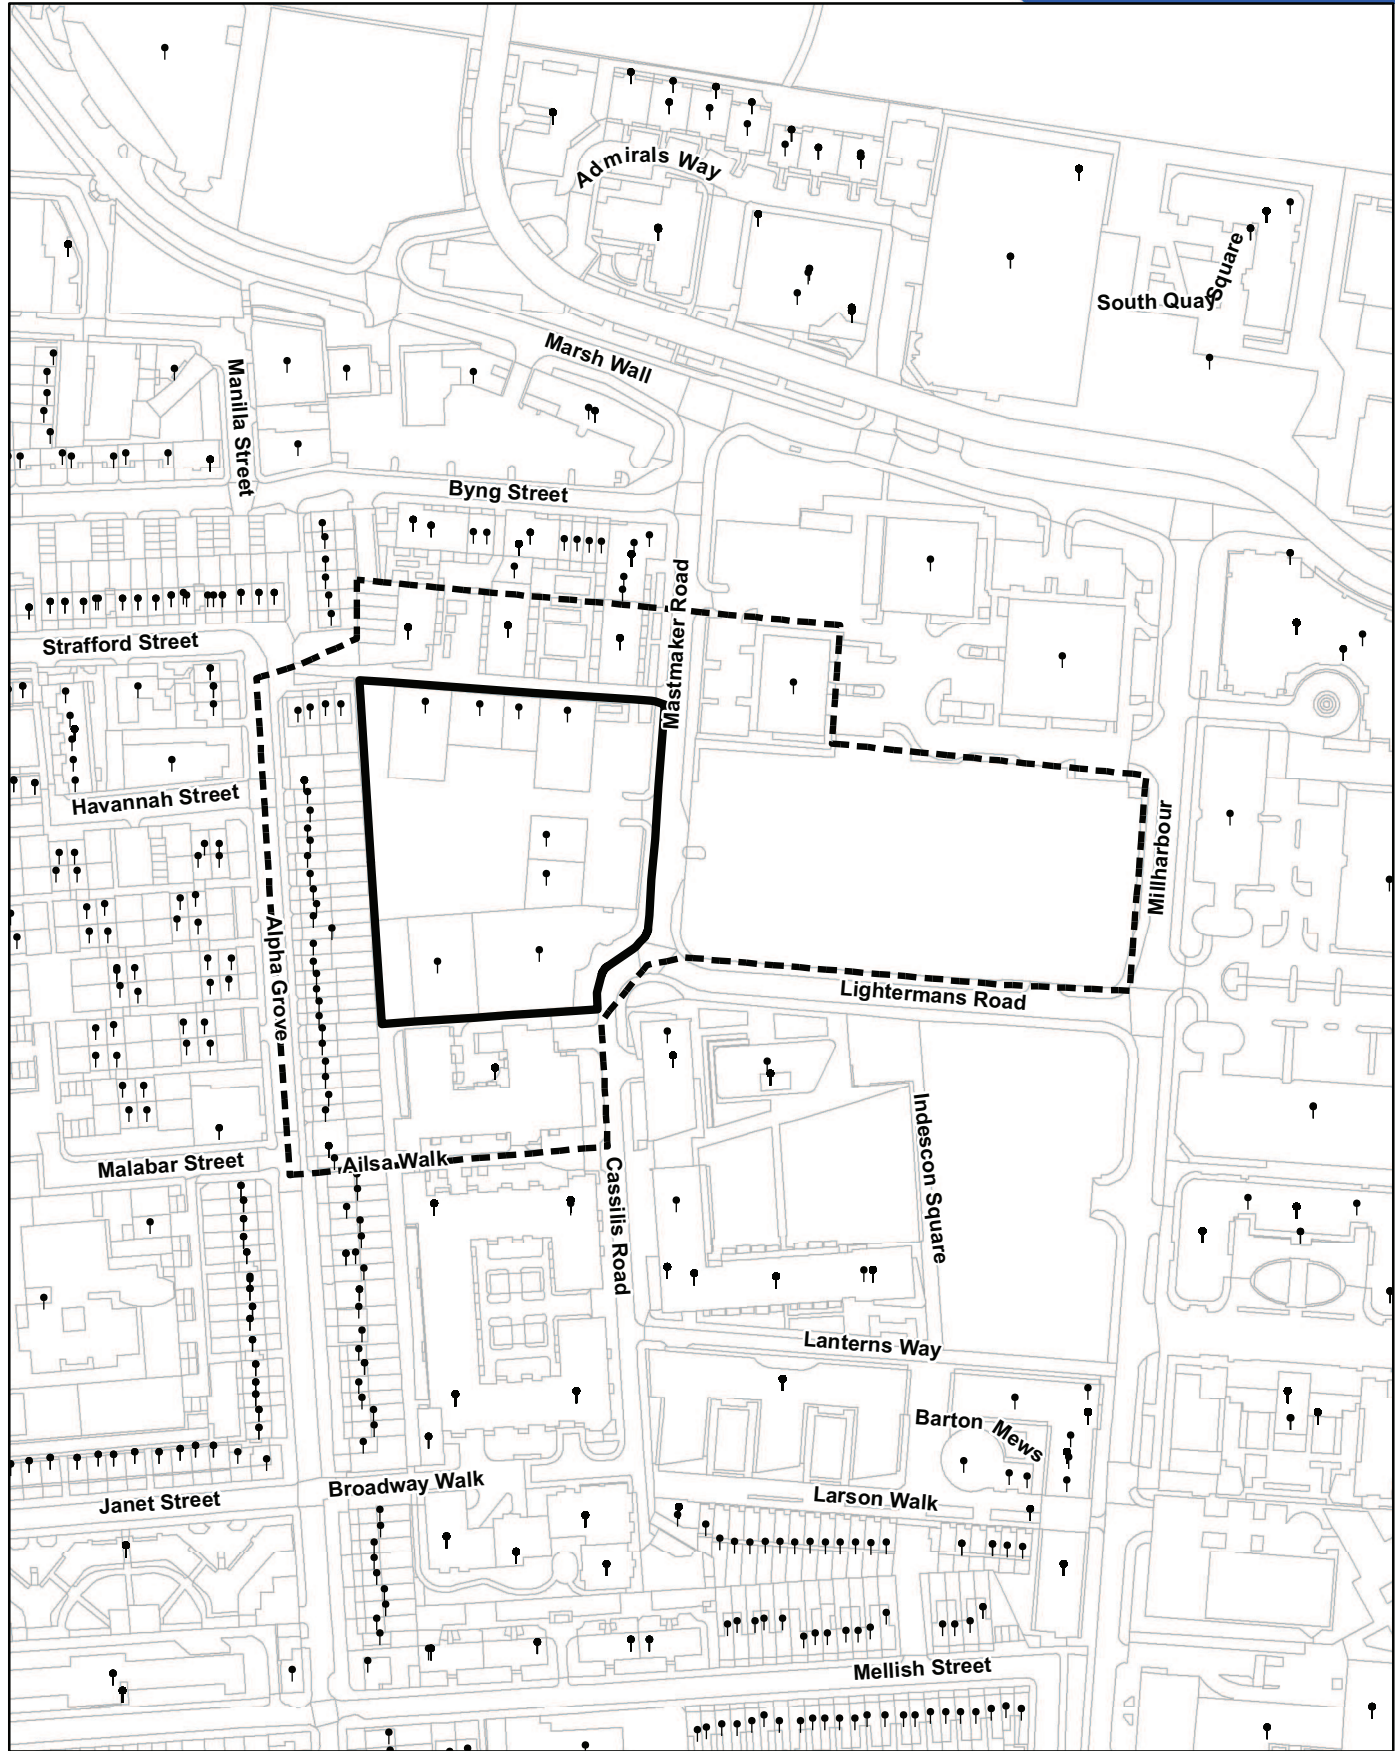 Admirals Way
South Quay Square
Marsh Wall
Manilla Street
Byng Street
Mastmaker Road
Strafford Street
Havannah Street
Millharbour
Alpha Grove
Lightermans Road
Indescon Square
Malabar Street
Ailsa Walk
Cassilis Road
Lanterns Way
Barton Mews
Broadway Walk
Larson Walk
Janet Street
Mellish Street